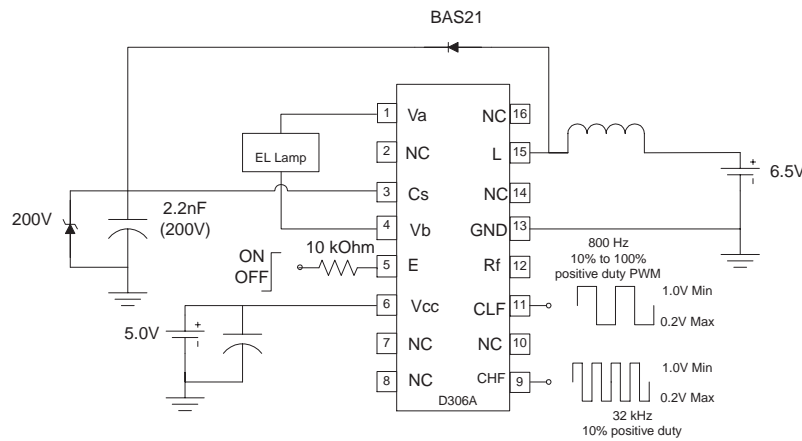 BAS21
1 Va NC 16
2 NC L 15
3 Cs NC 14
4 Vb GND 13
5 E Rf 12
6 Vcc CLF 11
7 NC NC 10
8 NC CHF 9
D306A
EL Lamp
+
-
6.5V
200V
2.2nF
(200V)
ON
OFF
10 kOhm
5.0V
+
-
800 Hz
10% to 100%
positive duty PWM
1.0V Min
0.2V Max
1.0V Min
0.2V Max
32 kHz
10% positive duty